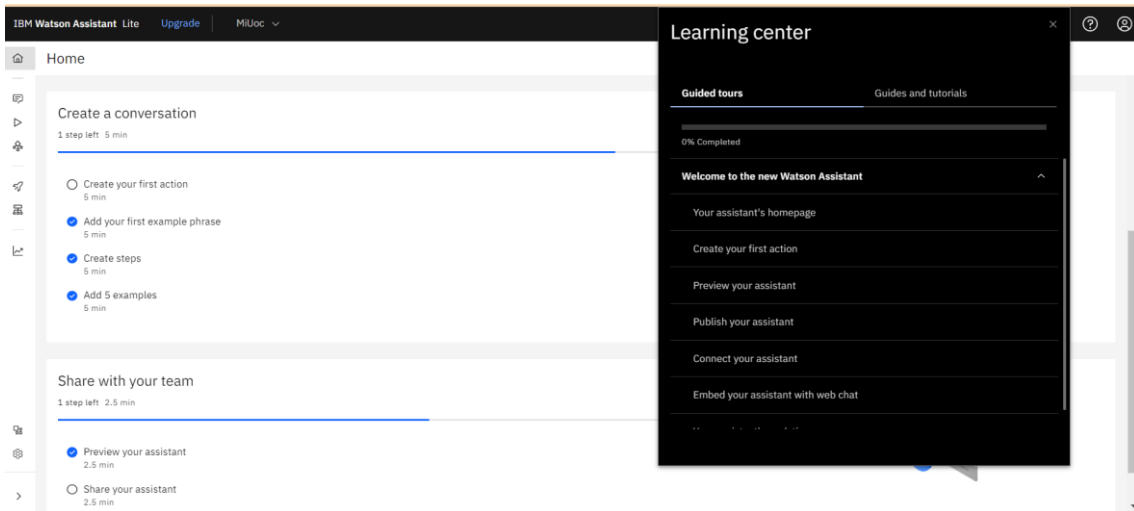 IBM Watson Assistant Lite Upgrade MiUoc
Home
Create a conversation
1 step left 5 min
Create your first action
5 min
Add your first example phrase
5 min
Create steps
5 min
Add 5 examples
5 min
Share with your team
1 step left 2.5 min
Preview your assistant
2.5 min
Share your assistant
2.5 min
Learning center
Guided tours Guides and tutorials
0% Completed
Welcome to the new Watson Assistant
Your assistant's homepage
Create your first action
Preview your assistant
Publish your assistant
Connect your assistant
Embed your assistant with web chat